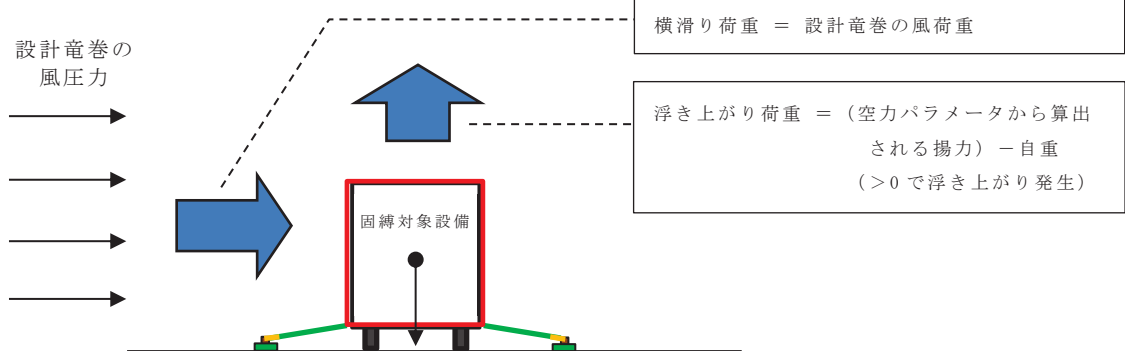 設計竜巻の
風圧力
横滑り荷重 ＝ 設計竜巻の風荷重
浮き上がり荷重 ＝（空力パラメータから算出
される揚力）－自重
（＞0 で浮き上がり発生）
固縛対象設備